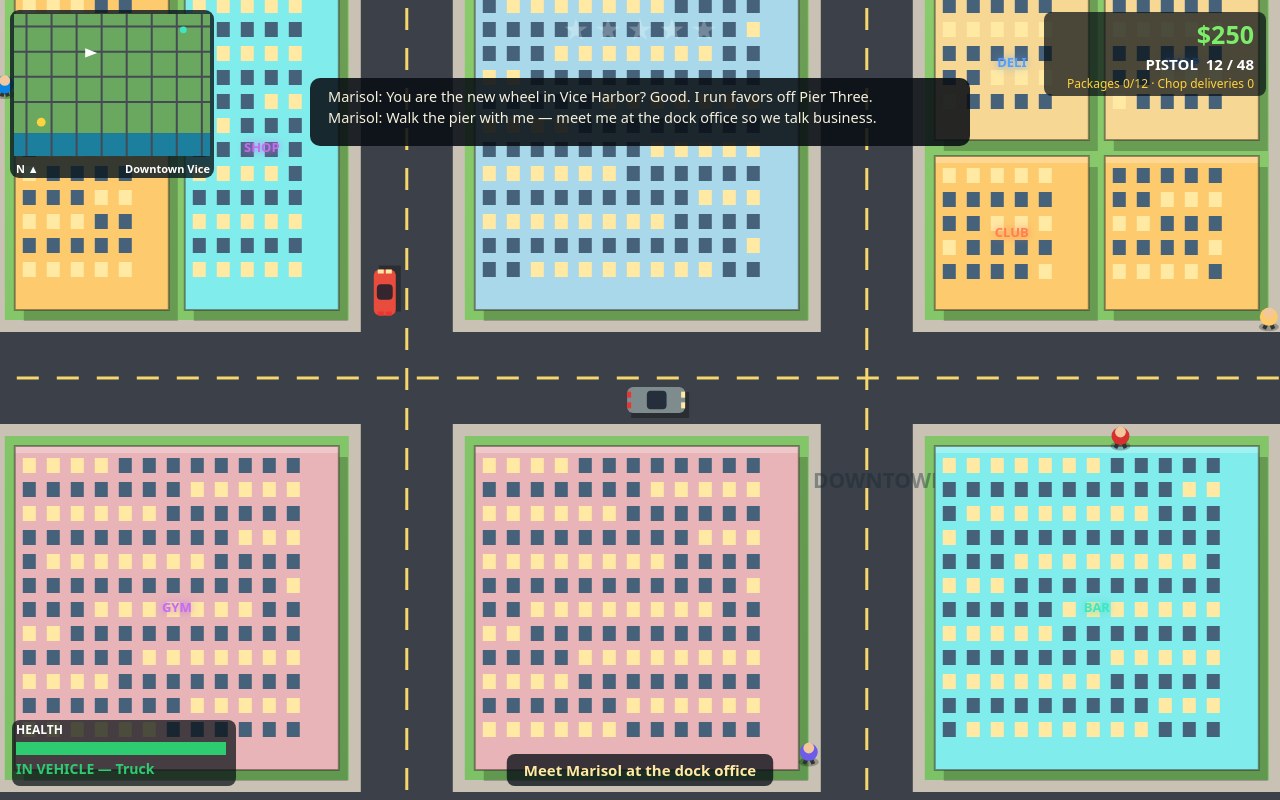 $250
PISTOL 12 / 48
Packages 0/12 · Chop deliveries 0
DELI
Marisol: You are the new wheel in Vice Harbor? Good. I run favors off Pier Three.
Marisol: Walk the pier with me — meet me at the dock office so we talk business.
SHOP
N ▲ Downtown Vice
CLUB
DOWNTOWN
GYM
BAR
HEALTH
IN VEHICLE — Truck
Meet Marisol at the dock office